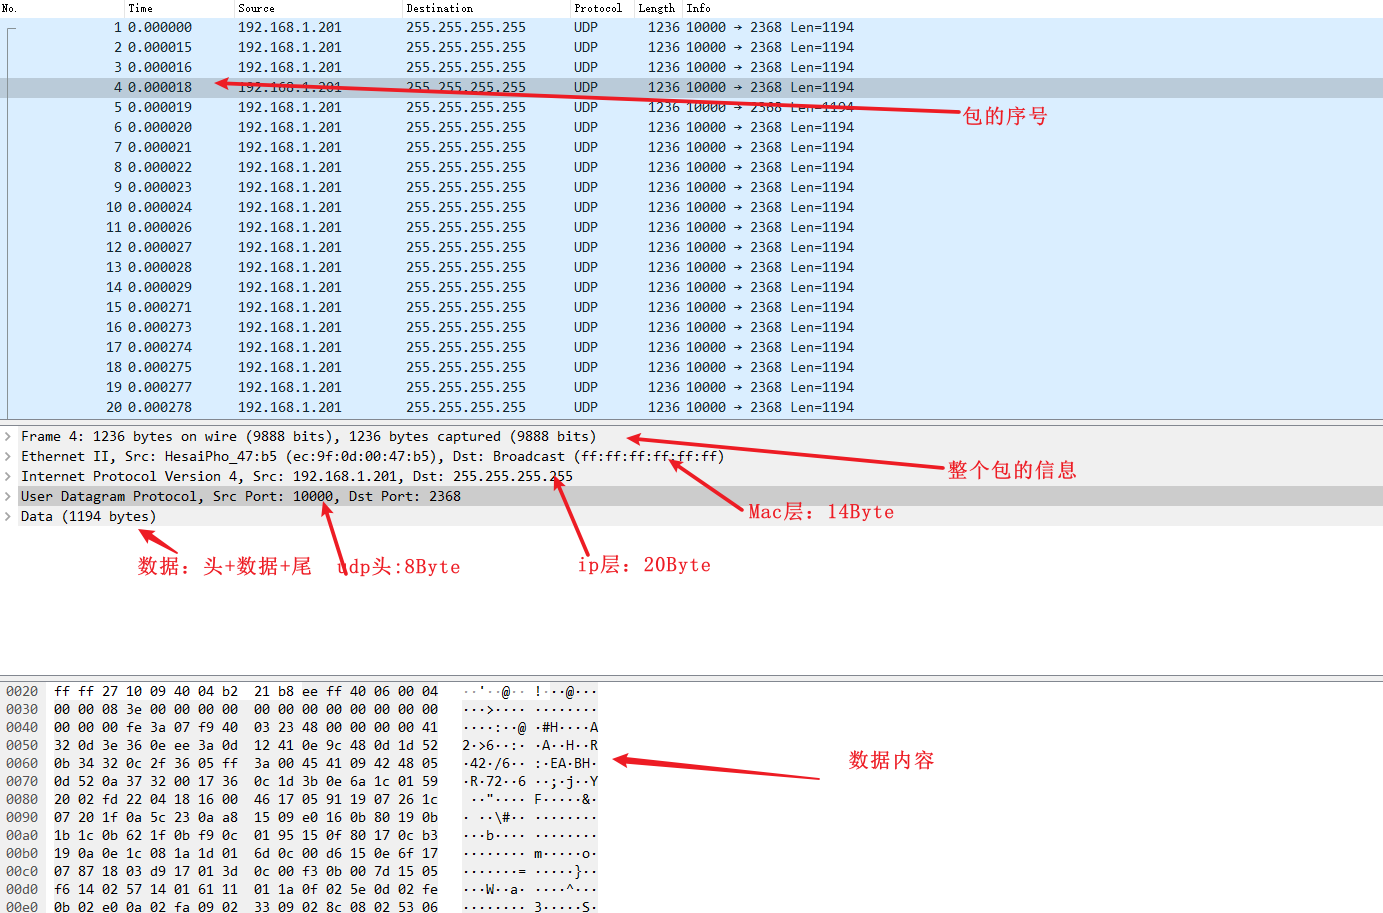 No. Time Source Destination Protocol Length Info
1 0.000000 192.168.1.201 255.255.255.255 UDP 1236 10000 → 2368 Len=1194
2 0.000015 192.168.1.201 255.255.255.255 UDP 1236 10000 → 2368 Len=1194
3 0.000016 192.168.1.201 255.255.255.255 UDP 1236 10000 → 2368 Len=1194
4 0.000018 192.168.1.201 255.255.255.255 UDP 1236 10000 → 2368 Len=1194
5 0.000019 192.168.1.201 255.255.255.255 UDP 1236 10000 → 2368 Len=1194
包的序号
6 0.000020 192.168.1.201 255.255.255.255 UDP 1236 10000 → 2368 Len=1194
7 0.000021 192.168.1.201 255.255.255.255 UDP 1236 10000 → 2368 Len=1194
8 0.000022 192.168.1.201 255.255.255.255 UDP 1236 10000 → 2368 Len=1194
9 0.000023 192.168.1.201 255.255.255.255 UDP 1236 10000 → 2368 Len=1194
10 0.000024 192.168.1.201 255.255.255.255 UDP 1236 10000 → 2368 Len=1194
11 0.000026 192.168.1.201 255.255.255.255 UDP 1236 10000 → 2368 Len=1194
12 0.000027 192.168.1.201 255.255.255.255 UDP 1236 10000 → 2368 Len=1194
13 0.000028 192.168.1.201 255.255.255.255 UDP 1236 10000 → 2368 Len=1194
14 0.000029 192.168.1.201 255.255.255.255 UDP 1236 10000 → 2368 Len=1194
15 0.000271 192.168.1.201 255.255.255.255 UDP 1236 10000 → 2368 Len=1194
16 0.000273 192.168.1.201 255.255.255.255 UDP 1236 10000 → 2368 Len=1194
17 0.000274 192.168.1.201 255.255.255.255 UDP 1236 10000 → 2368 Len=1194
18 0.000275 192.168.1.201 255.255.255.255 UDP 1236 10000 → 2368 Len=1194
19 0.000277 192.168.1.201 255.255.255.255 UDP 1236 10000 → 2368 Len=1194
20 0.000278 192.168.1.201 255.255.255.255 UDP 1236 10000 → 2368 Len=1194
Frame 4: 1236 bytes on wire (9888 bits), 1236 bytes captured (9888 bits)
Ethernet II, Src: HesaiPho_47:b5 (ec:9f:0d:00:47:b5), Dst: Broadcast (ff:ff:ff:ff:ff:ff)
整个包的信息
Internet Protocol Version 4, Src: 192.168.1.201, Dst: 255.255.255.255
User Datagram Protocol, Src Port: 10000, Dst Port: 2368
Mac层: 14Byte
Data (1194 bytes)
数据: 头+数据+尾 udp头:8Byte ip层: 20Byte
0020 ff ff 27 10 09 40 04 b2 21 b8 ee ff 40 06 00 04 ··'··@·· !···@···
0030 00 00 08 3e 00 00 00 00 00 00 00 00 00 00 00 00 ···>···· ········
0040 00 00 00 fe 3a 07 f9 40 03 23 48 00 00 00 00 41 ····:··@ ·#H····A
0050 32 0d 3e 36 0e ee 3a 0d 12 41 0e 9c 48 0d 1d 52 2·>6··:· ·A··H··R
0060 0b 34 32 0c 2f 36 05 ff 3a 00 45 41 09 42 48 05 ·42·/6·· :·EA·BH·
数据内容
0070 0d 52 0a 37 32 00 17 36 0c 1d 3b 0e 6a 1c 01 59 ·R·72··6 ··;·j··Y
0080 20 02 fd 22 04 18 16 00 46 17 05 91 19 07 26 1c ··"···· F·····&·
0090 07 20 1f 0a 5c 23 0a a8 15 09 e0 16 0b 80 19 0b · ··\#·· ········
00a0 1b 1c 0b 62 1f 0b f9 0c 01 95 15 0f 80 17 0c b3 ···b···· ········
00b0 19 0a 0e 1c 08 1a 1d 01 6d 0c 00 d6 15 0e 6f 17 ········ m·····o·
00c0 07 87 18 03 d9 17 01 3d 0c 00 f3 0b 00 7d 15 05 ·······= ·····}··
00d0 f6 14 02 57 14 01 61 11 01 1a 0f 02 5e 0d 02 fe ···W··a· ····^···
00e0 0b 02 e0 0a 02 fa 09 02 33 09 02 8c 08 02 53 06 ········ 3·····S·